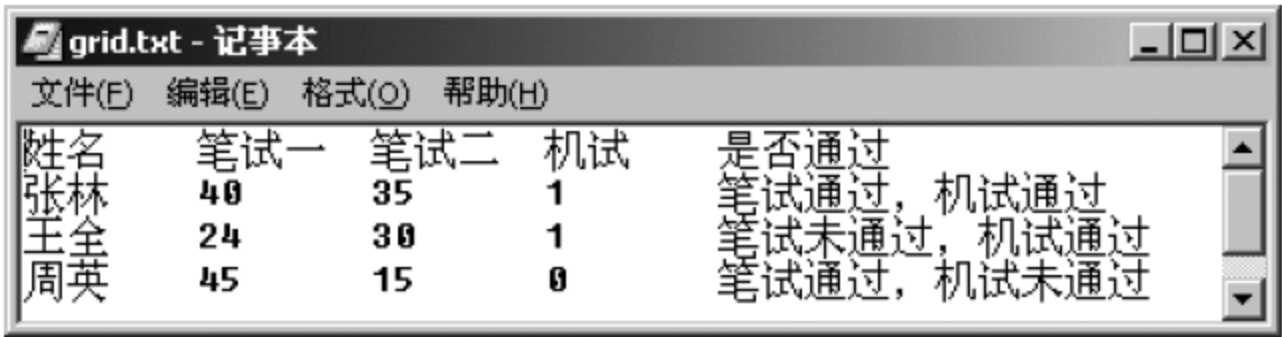 grid.txt - 记事本
文件(F) 编辑(E) 格式(O) 帮助(H)
姓名 笔试一 笔试二 机试 是否通过
张林 40 35 1 笔试通过，机试通过
王全 24 30 1 笔试未通过，机试通过
周英 45 15 0 笔试通过，机试未通过